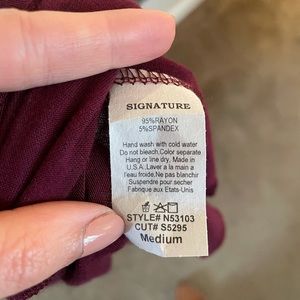 SIGNATURE
95%RAYON
5%SPANDEX
Hand wash with cold water
Do not bleach.Color separate
Hang or line dry. Made in
U.S.A. Laver a la main a
l'eau froide.Ne pas blanchir
Suspendre pour secher
Fabrique aux Etats-Unis
STYLE# N53103
CUT# S5295
Medium